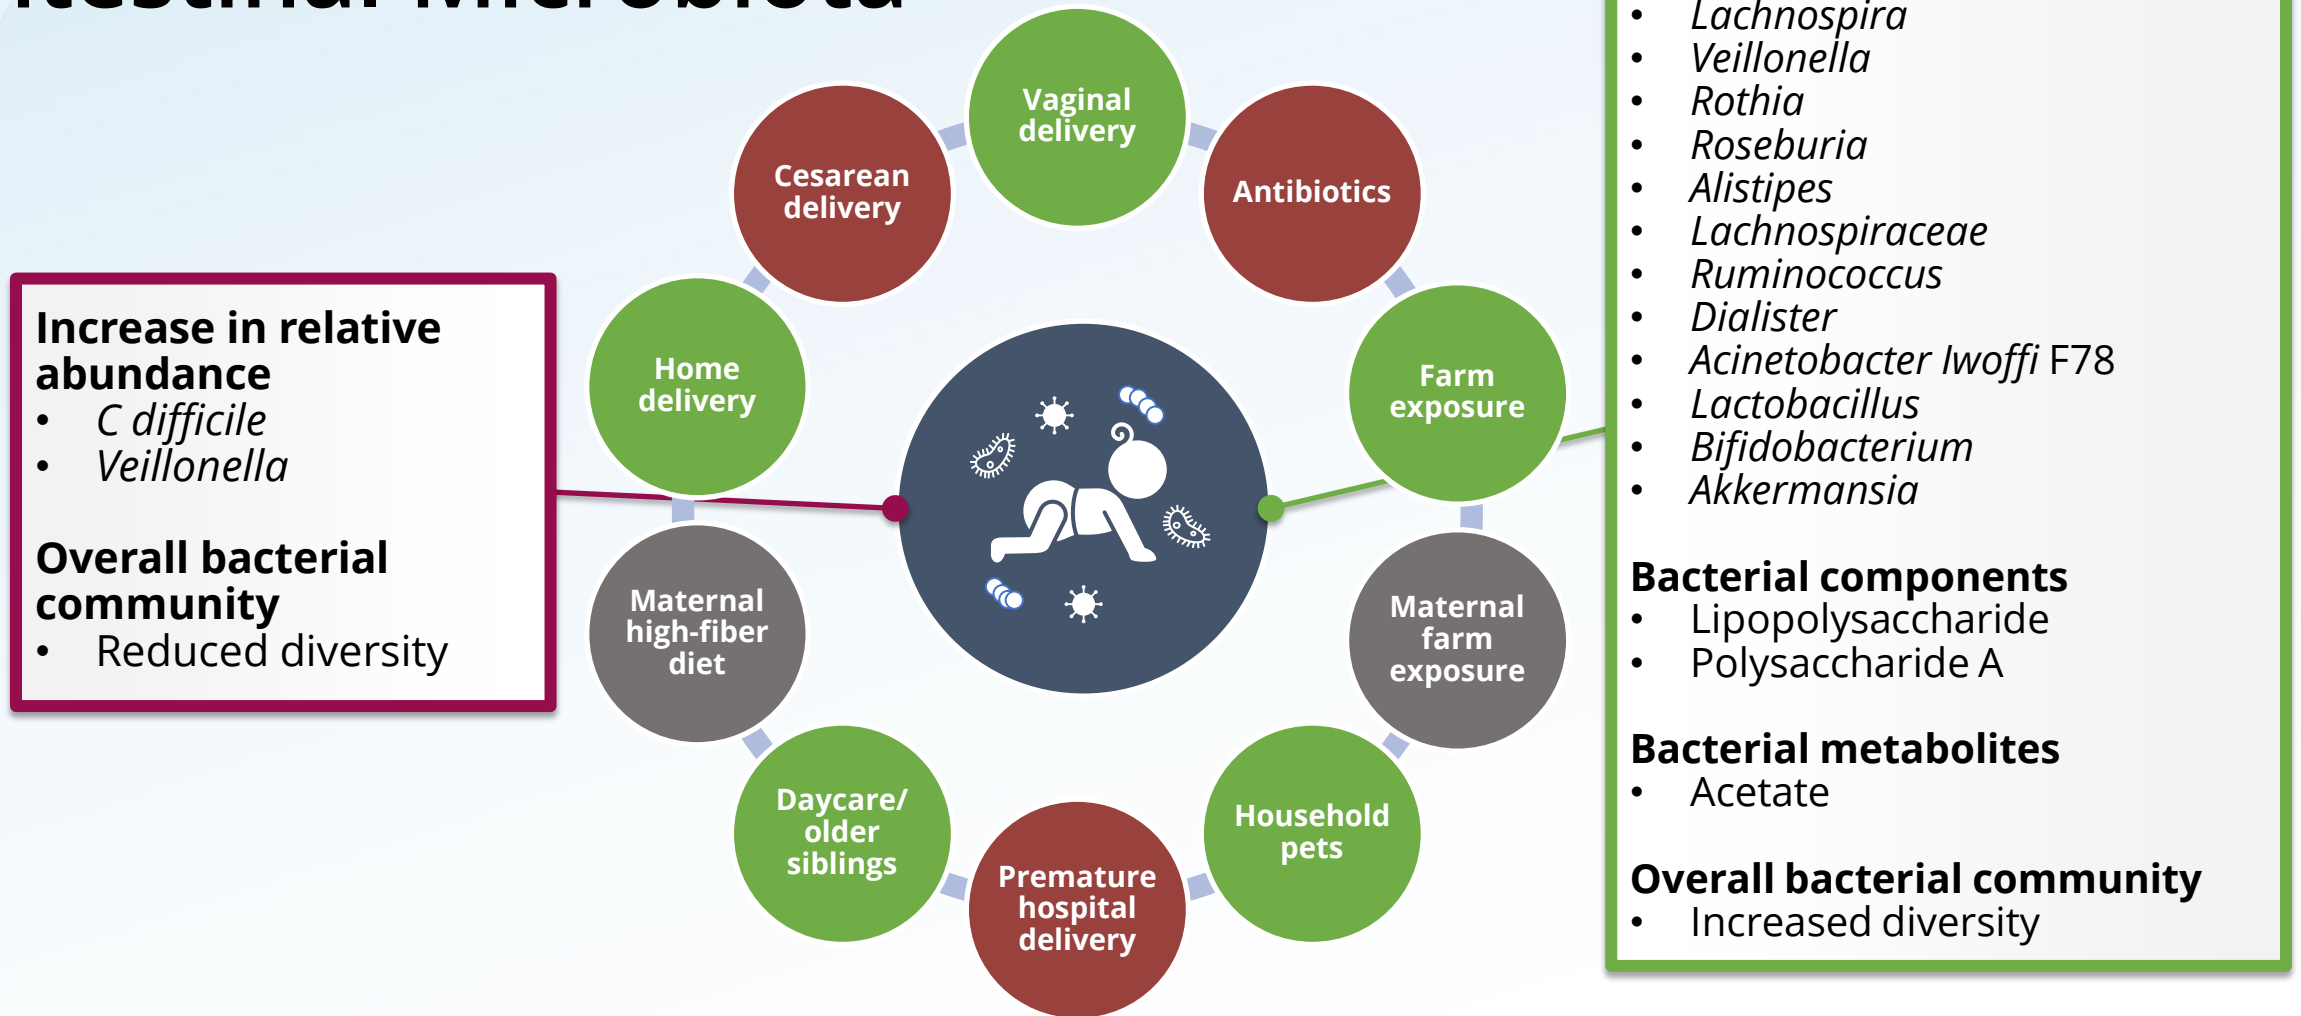 Microbiota
Increase in relative
abundance
• C difficile
• Veillonella
Overall bacterial
community
• Reduced diversity
Vaginal
delivery
Antibiotics
Farm
exposure
Maternal
farm
exposure
Household
pets
Premature
hospital
delivery
Daycare/
older
siblings
Maternal
high-fiber
diet
Home
delivery
Cesarean
delivery
• Lachnospira
• Veillonella
• Rothia
• Roseburia
• Alistipes
• Lachnospiraceae
• Ruminococcus
• Dialister
• Acinetobacter Iwoffi F78
• Lactobacillus
• Bifidobacterium
• Akkermansia
Bacterial components
• Lipopolysaccharide
• Polysaccharide A
Bacterial metabolites
• Acetate
Overall bacterial community
• Increased diversity